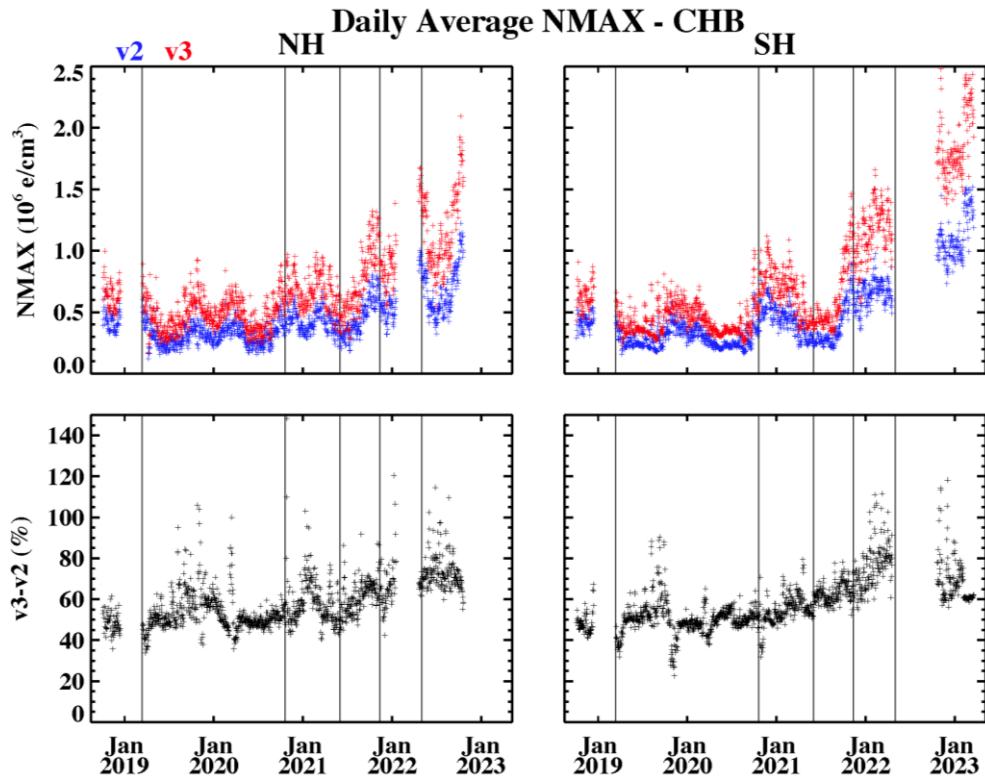 Daily Average NMAX - CHB
v2 v3 NH SH
NMAX (10⁶ e/cm³)
2.5
2.0
1.5
1.0
0.5
0.0
v3-v2 (%)
140
120
100
80
60
40
20
0
Jan Jan Jan Jan Jan Jan Jan Jan Jan Jan
2019 2020 2021 2022 2023 2019 2020 2021 2022 2023